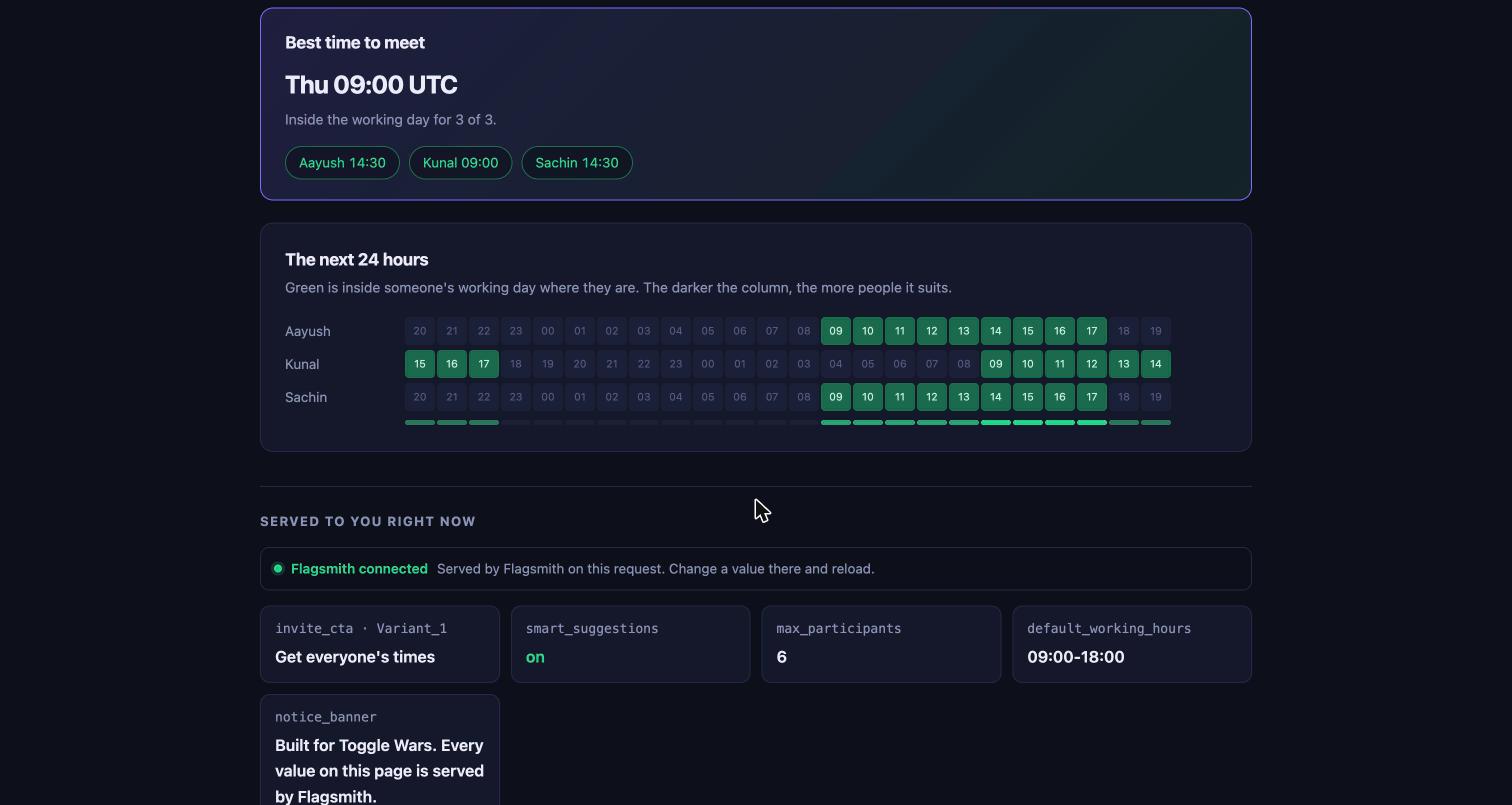 Best time to meet
Thu 09:00 UTC
Inside the working day for 3 of 3.
Aayush 14:30 Kunal 09:00 Sachin 14:30
The next 24 hours
Green is inside someone's working day where they are. The darker the column, the more people it suits.
Aayush 20 21 22 23 00 01 02 03 04 05 06 07 08 09 10 11 12 13 14 15 16 17 18 19
Kunal 15 16 17 18 19 20 21 22 23 00 01 02 03 04 05 06 07 08 09 10 11 12 13 14
Sachin 20 21 22 23 00 01 02 03 04 05 06 07 08 09 10 11 12 13 14 15 16 17 18 19
SERVED TO YOU RIGHT NOW
Flagsmith connected Served by Flagsmith on this request. Change a value there and reload.
invite_cta · Variant_1
Get everyone's times
smart_suggestions
on
max_participants
6
default_working_hours
09:00-18:00
notice_banner
Built for Toggle Wars. Every
value on this page is served
by Flagsmith.